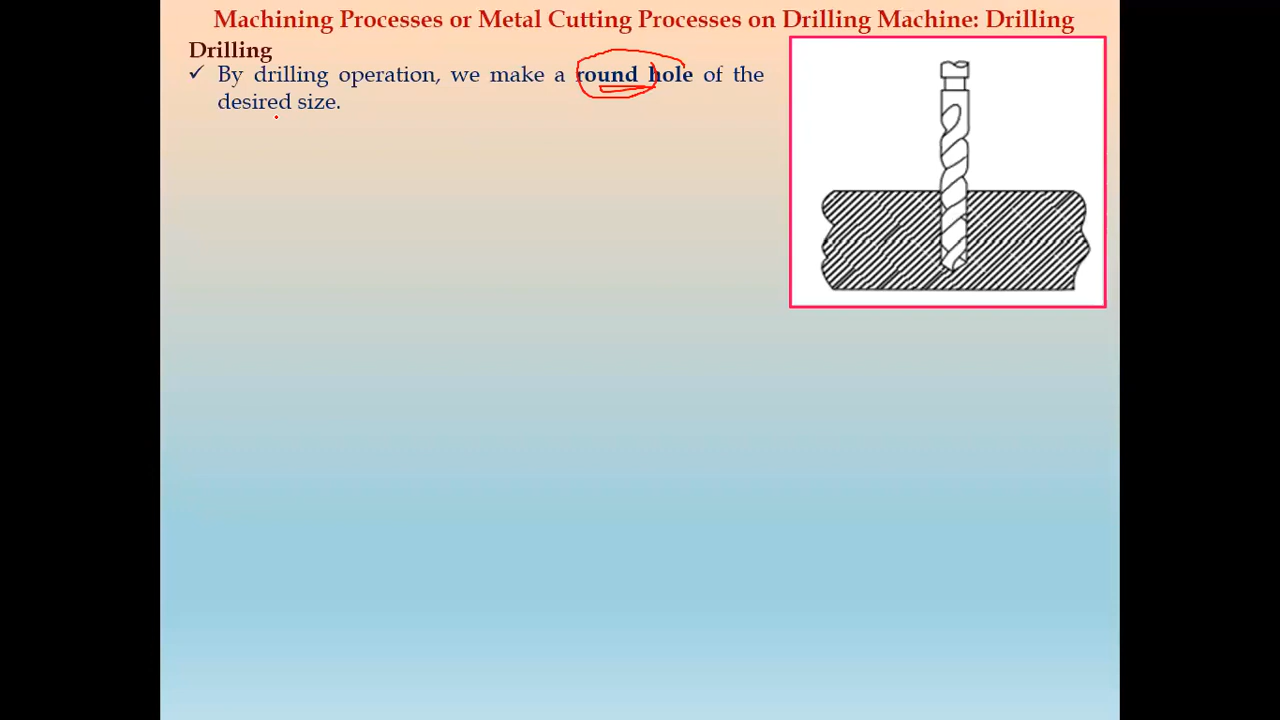 Machining Processes or Metal Cutting Processes on Drilling Machine: Drilling
Drilling
✓ By drilling operation, we make a round hole of the
desired size.